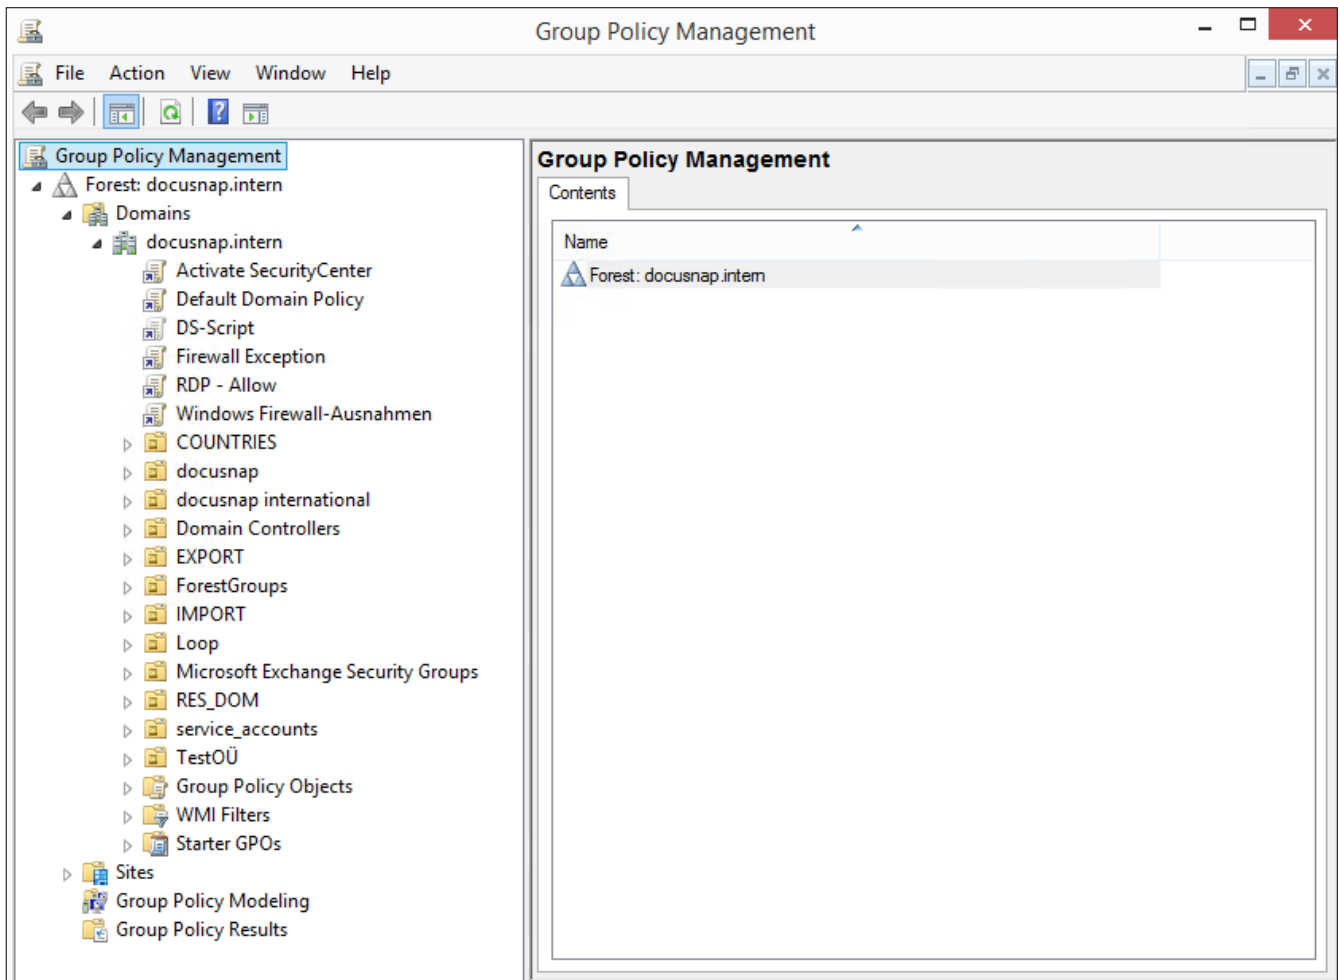 Group Policy Management
File Action View Window Help
Group Policy Management
Forest: docusnap.intern
Domains
docusnap.intern
Activate SecurityCenter
Default Domain Policy
DS-Script
Firewall Exception
RDP - Allow
Windows Firewall-Ausnahmen
COUNTRIES
docusnap
docusnap international
Domain Controllers
EXPORT
ForestGroups
IMPORT
Loop
Microsoft Exchange Security Groups
RES_DOM
service_accounts
TestOÜ
Group Policy Objects
WMI Filters
Starter GPOs
Sites
Group Policy Modeling
Group Policy Results
Group Policy Management
Contents
Name
Forest: docusnap.intern